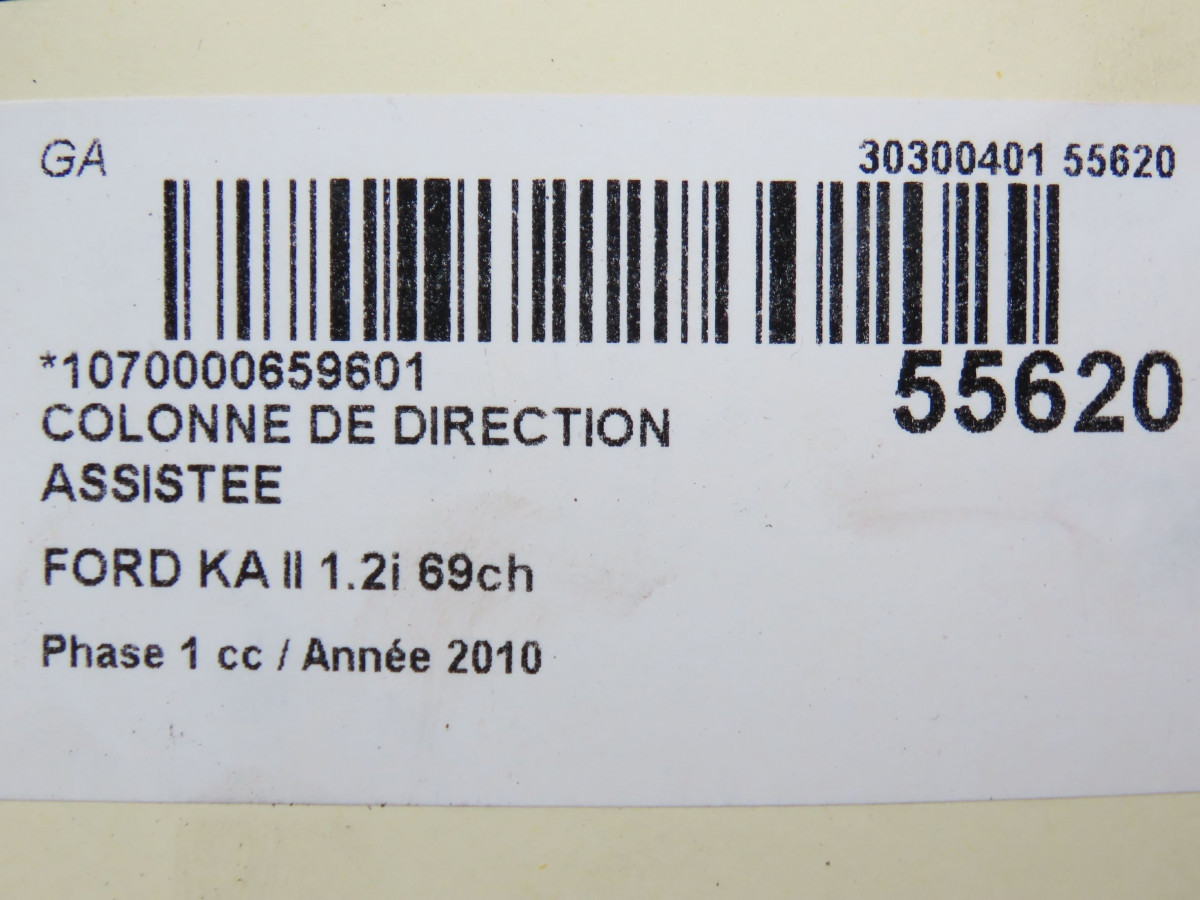 GA
30300401 55620
*1070000659601
55620
COLONNE DE DIRECTION
ASSISTEE
FORD KA II 1.2i 69ch
Phase 1 cc / Année 2010